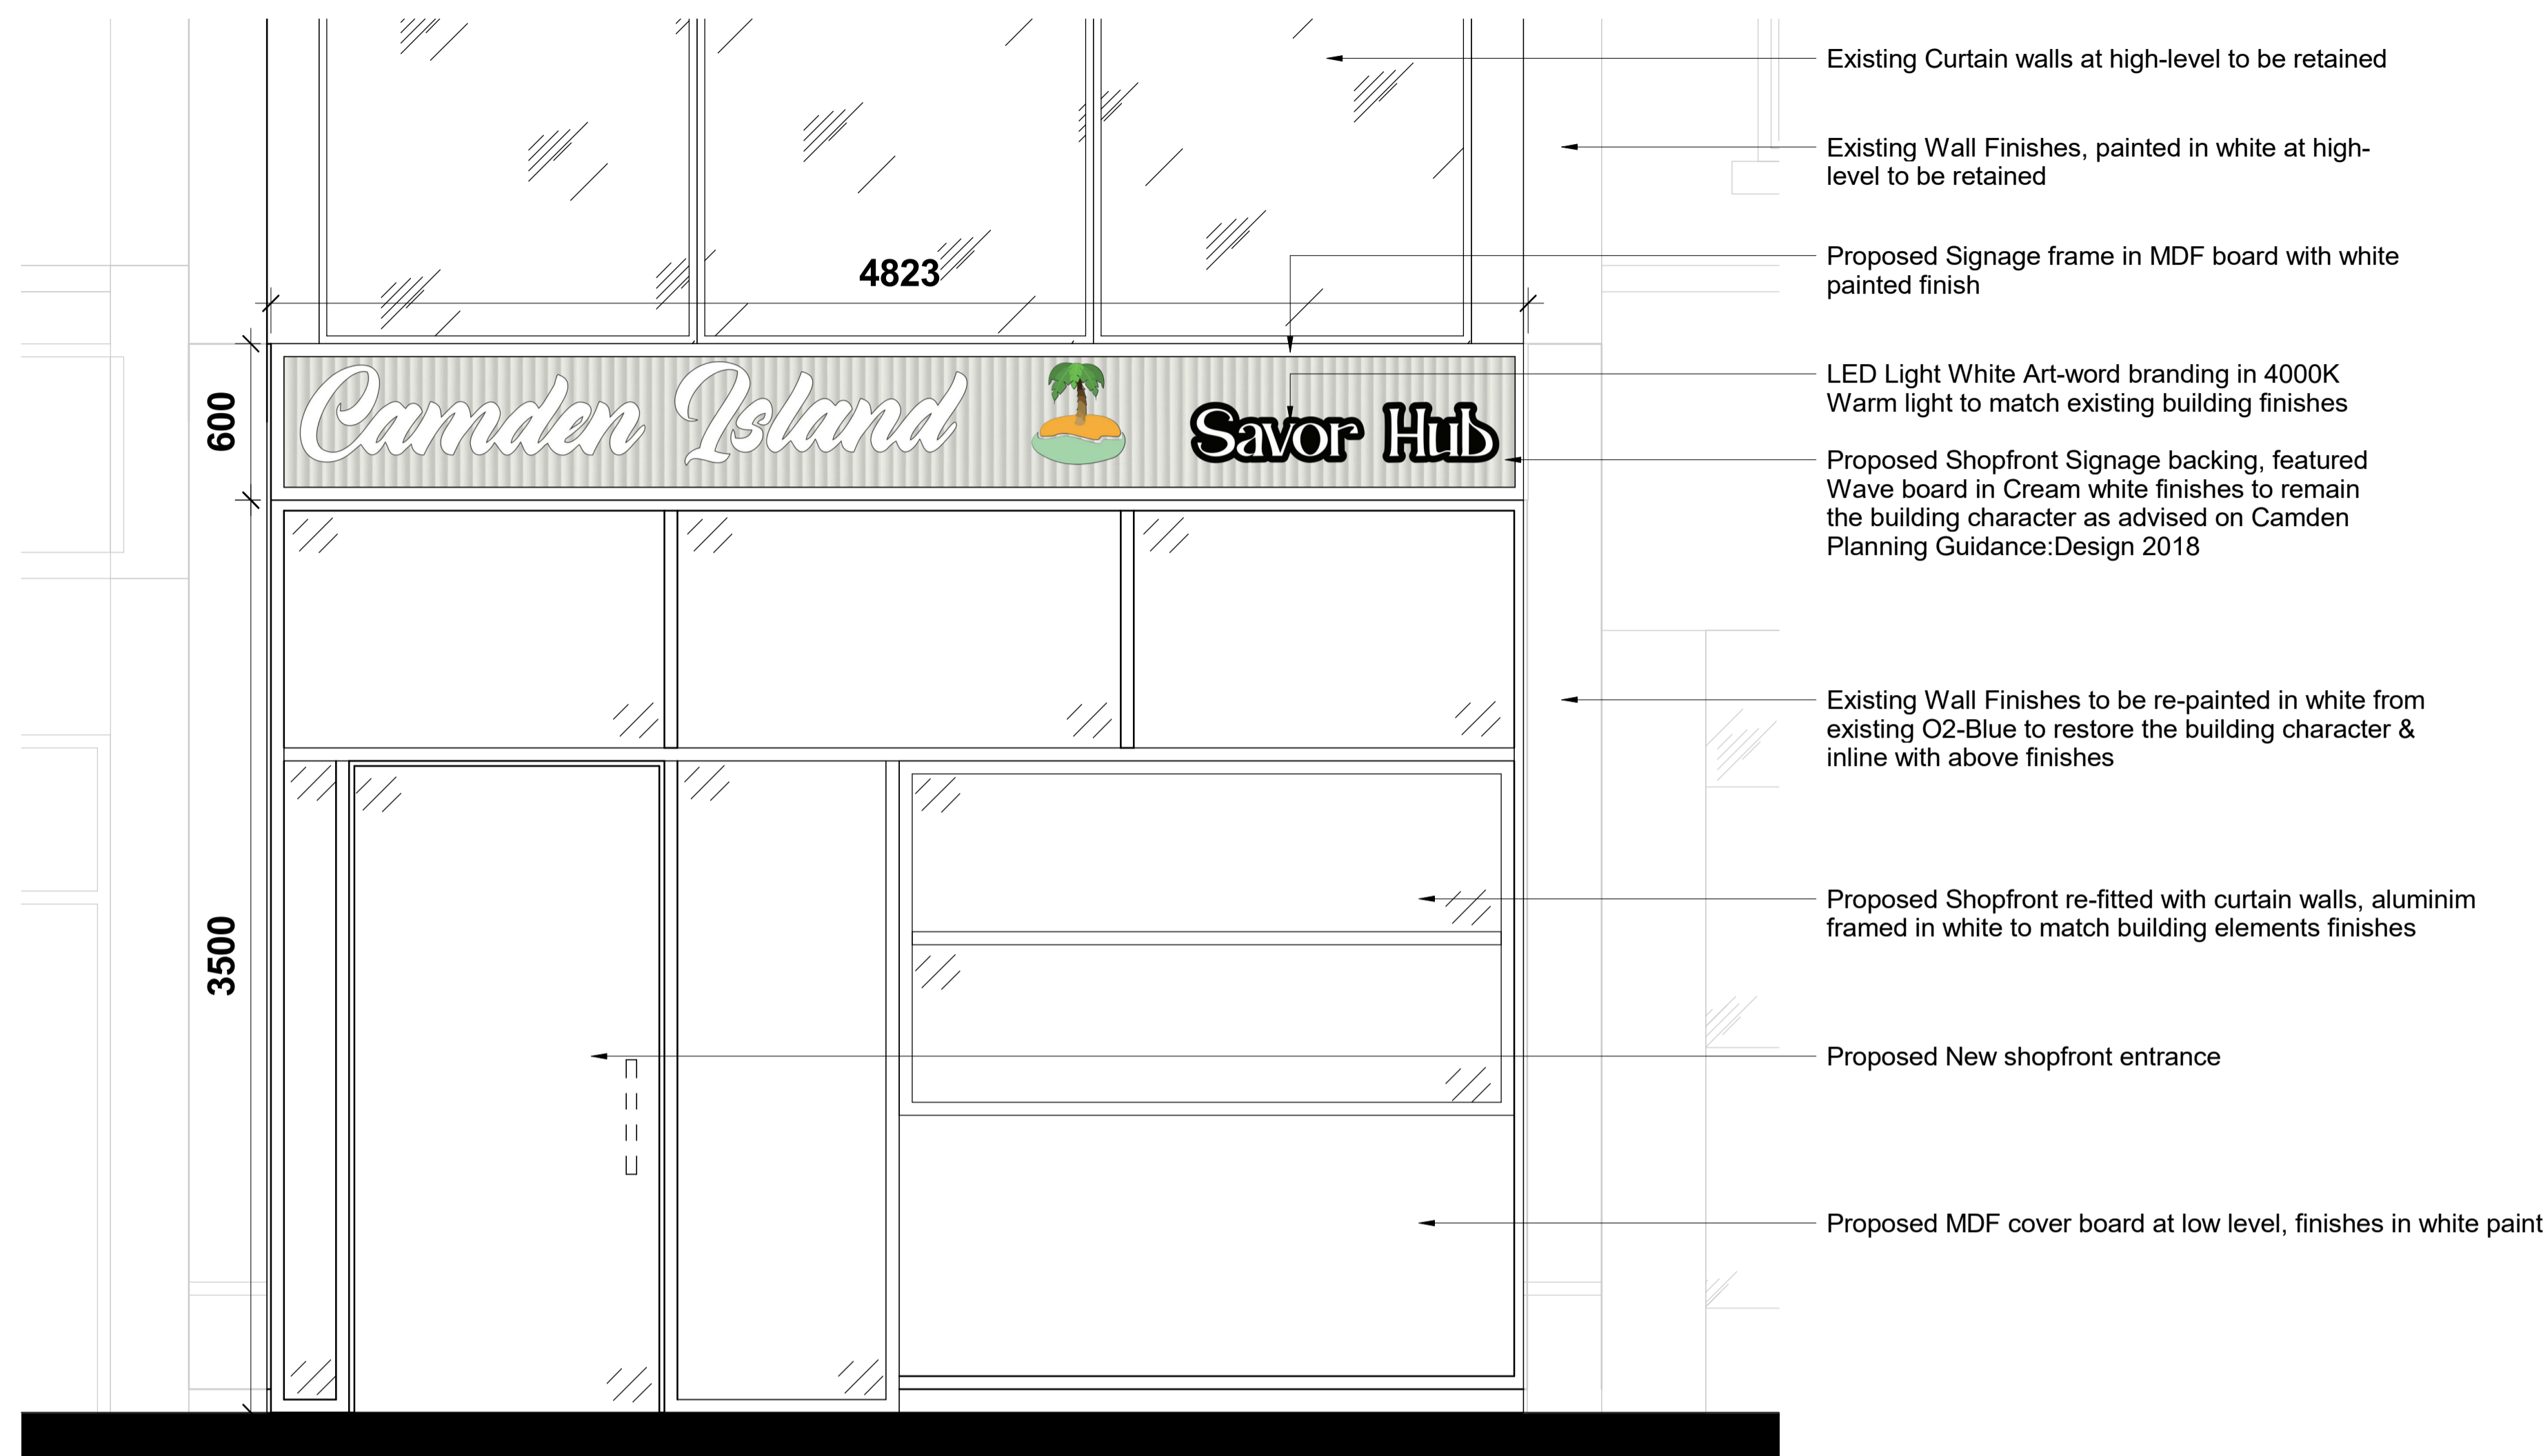 Existing Curtain walls at high-level to be retained
Existing Wall Finishes, painted in white at high-
level to be retained
4823
Proposed Signage frame in MDF board with white
painted finish
600
Camden Island
Savor Hub
LED Light White Art-word branding in 4000K
Warm light to match existing building finishes
Proposed Shopfront Signage backing, featured
Wave board in Cream white finishes to remain
the building character as advised on Camden
Planning Guidance:Design 2018
Existing Wall Finishes to be re-painted in white from
existing O2-Blue to restore the building character &
inline with above finishes
3500
Proposed Shopfront re-fitted with curtain walls, aluminim
framed in white to match building elements finishes
Proposed New shopfront entrance
Proposed MDF cover board at low level, finishes in white paint